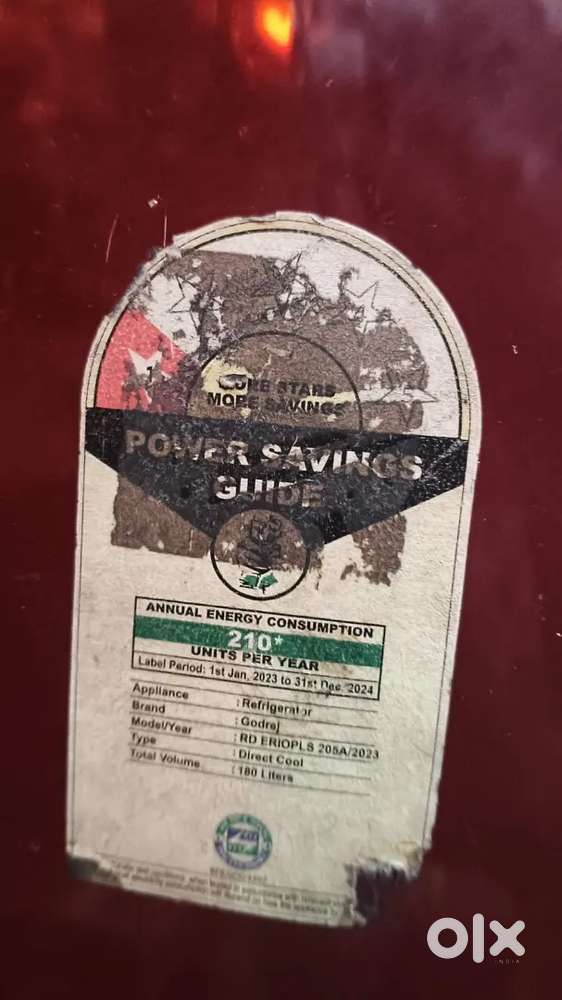 1
MORE STARS
MORE SAVINGS
POWER SAVINGS
GUIDE
ANNUAL ENERGY CONSUMPTION
210*
UNITS PER YEAR
Label Period: 1st Jan, 2023 to 31st Dec, 2024
Appliance : Refrigerator
Brand : Godrej
Model/Year : RD ERIOPLS 205A/2023
Type : Direct Cool
Total Volume : 180 Liters
olx
INDIA